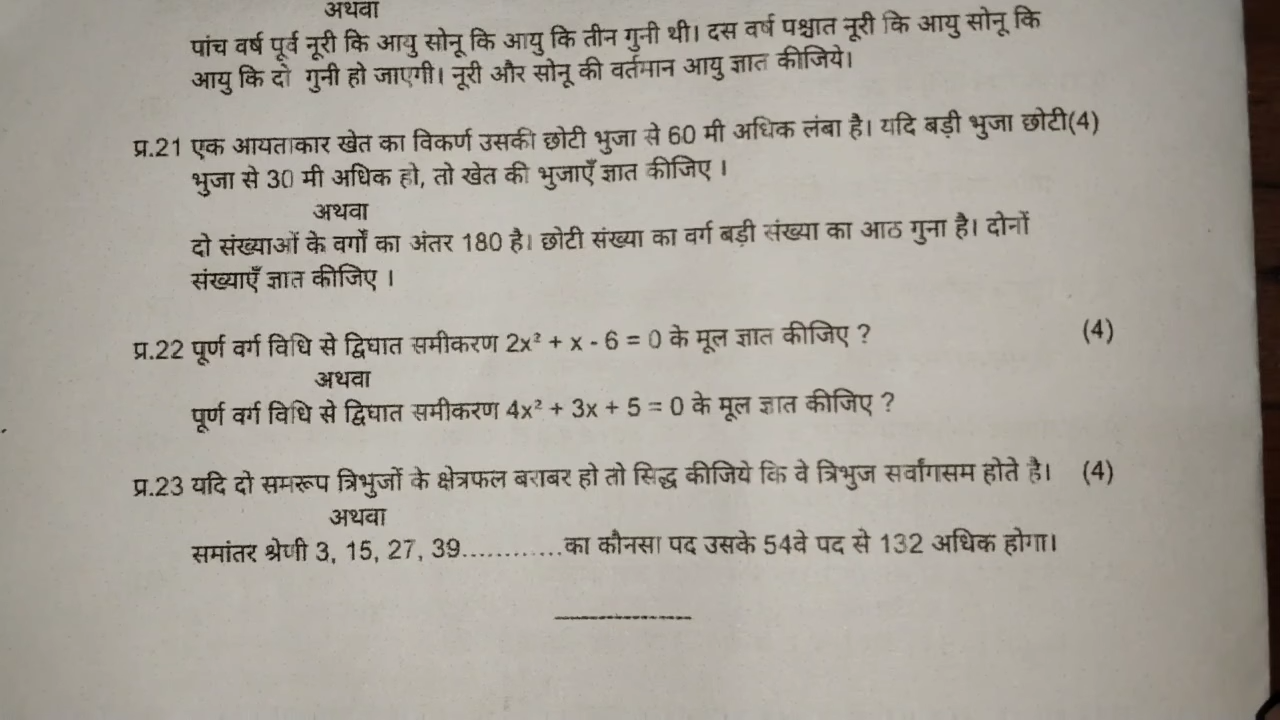 अथवा
पांच वर्ष पूर्व नूरी कि आयु सोनू कि आयु कि तीन गुनी थी। दस वर्ष पश्चात नूरी कि आयु सोनू कि
आयु कि दो गुनी हो जाएगी। नूरी और सोनू की वर्तमान आयु ज्ञात कीजिये।
प्र.21 एक आयताकार खेत का विकर्ण उसकी छोटी भुजा से 60 मी अधिक लंबा है। यदि बड़ी भुजा छोटी(4)
भुजा से 30 मी अधिक हो, तो खेत की भुजाएँ ज्ञात कीजिए ।
अथवा
दो संख्याओं के वर्गों का अंतर 180 है। छोटी संख्या का वर्ग बड़ी संख्या का आठ गुना है। दोनों
संख्याएँ ज्ञात कीजिए ।
प्र.22 पूर्ण वर्ग विधि से द्विघात समीकरण 2x² + x - 6 = 0 के मूल ज्ञात कीजिए ? (4)
अथवा
पूर्ण वर्ग विधि से द्विघात समीकरण 4x² + 3x + 5 = 0 के मूल ज्ञात कीजिए ?
प्र.23 यदि दो समरूप त्रिभुजों के क्षेत्रफल बराबर हो तो सिद्ध कीजिये कि वे त्रिभुज सर्वांगसम होते है। (4)
अथवा
समांतर श्रेणी 3, 15, 27, 39............का कौनसा पद उसके 54वे पद से 132 अधिक होगा।